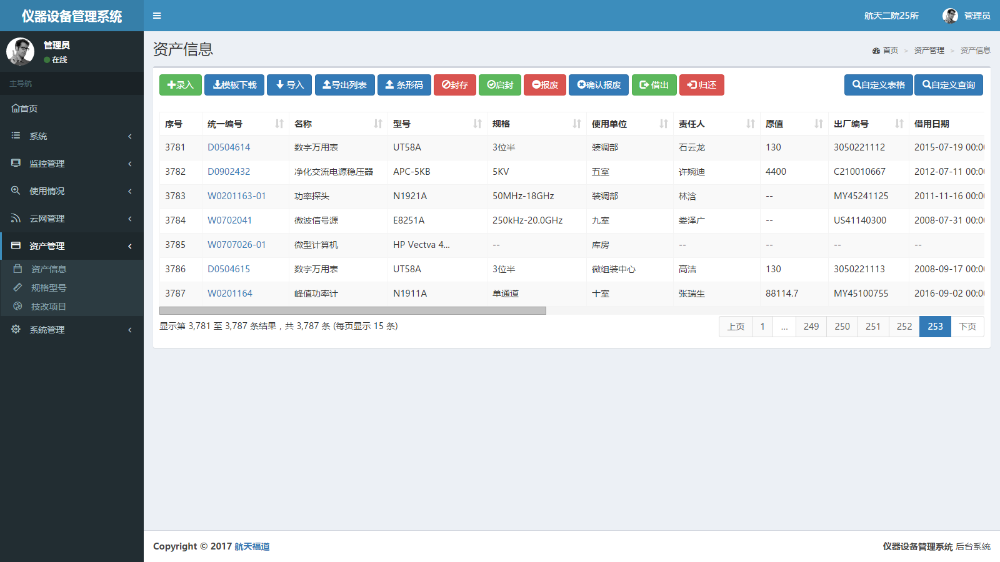 仪器设备管理系统
航天二院25所 管理员
管理员
在线
主导航
首页
系统
监控管理
使用情况
云网管理
资产管理
资产信息
规格型号
技改项目
系统管理
资产信息
首页 > 资产管理 > 资产信息
录入 模板下载 导入 导出列表 条形码 封存 启封 报废 确认报废 借出 归还 自定义表格 自定义查询
序号 统一编号 名称 型号 规格 使用单位 责任人 原值 出厂编号 借用日期
3781 D0504614 数字万用表 UT58A 3位半 装调部 石云龙 130 3050221112 2015-07-19 00:00
3782 D0902432 净化交流电源稳压器 APC-5KB 5KV 五室 许婉迪 4400 C210010667 2012-07-11 00:00
3783 W0201163-01 功率探头 N1921A 50MHz-18GHz 装调部 林浛 -- MY45241125 2011-11-16 00:00
3784 W0702041 微波信号源 E8251A 250kHz-20.0GHz 九室 娄泽广 -- US41140300 2008-07-31 00:00
3785 W0707026-01 微型计算机 HP Vectva 4... -- 库房 -- -- -- --
3786 D0504615 数字万用表 UT58A 3位半 微组装中心 高洁 130 3050221113 2008-09-17 00:00
3787 W0201164 峰值功率计 N1911A 单通道 十室 张瑞生 88114.7 MY45100755 2016-09-02 00:00
显示第 3,781 至 3,787 条结果，共 3,787 条 (每页显示 15 条)
上页 1 ... 249 250 251 252 253 下页
Copyright © 2017 航天福道
仪器设备管理系统 后台系统